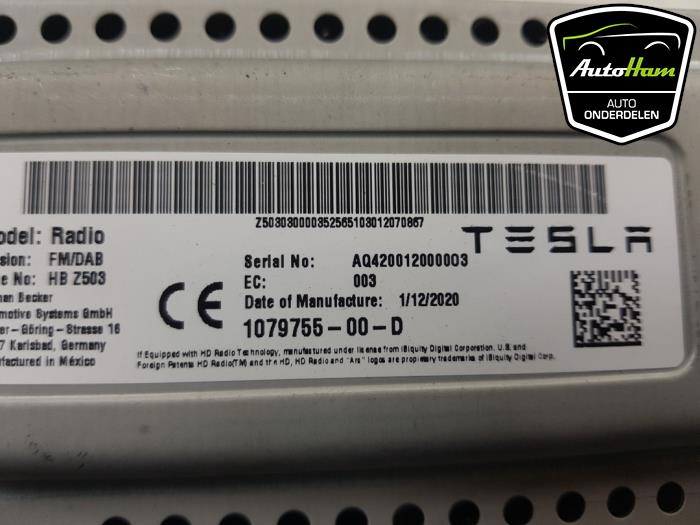 AutoHam
AUTO
ONDERDELEN
Z503030000352565103012070867
TESLA
odel: Radio
sion: FM/DAB
e No: HB Z503
man Becker
omotive Systems GmbH
er-Göring-Strasse 16
7 Karlsbad, Germany
ufactured in México
Serial No: AQ420012000003
EC: 003
Date of Manufacture: 1/12/2020
1079755-00-D
CE
If Equipped with HD Radio Technology, manufactured under license from iBiquity Digital Corporation, U.S. and
Foreign Patents HD Radio(TM) and the HD, HD Radio and "Arc" logos are proprietary trademarks of iBiquity Digital Corp.